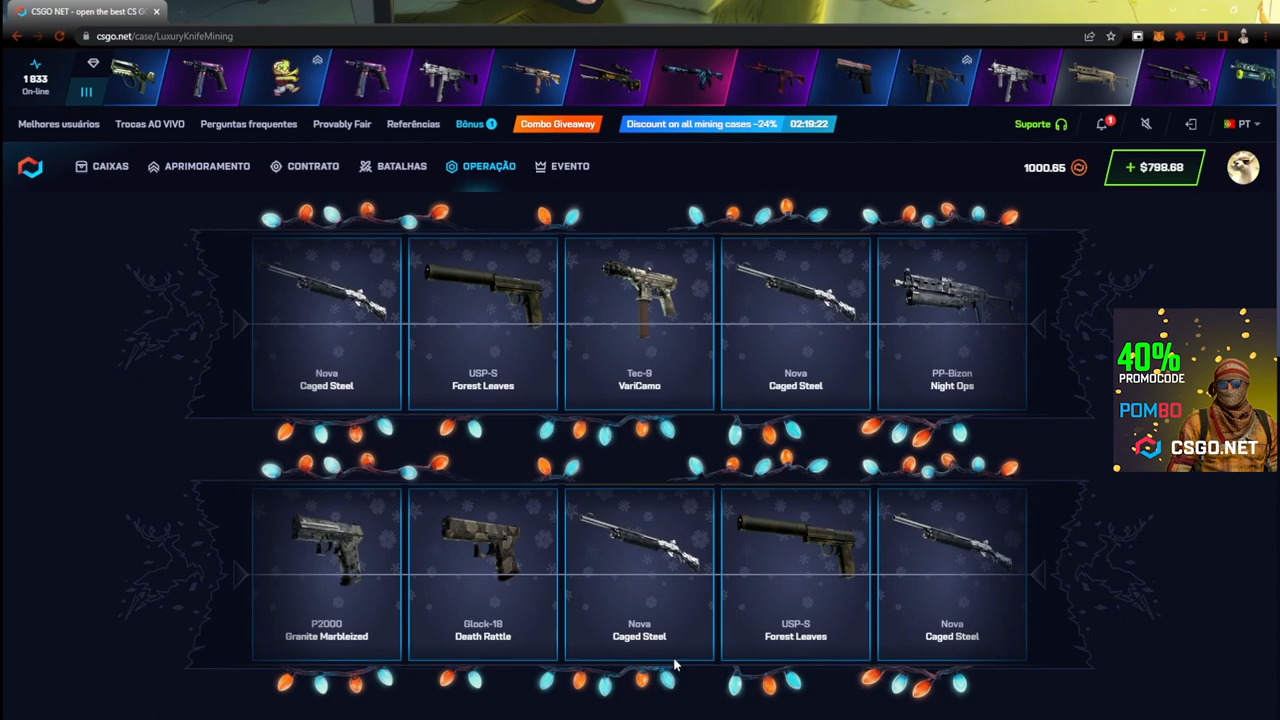 CSGO NET - open the best CS G
csgo.net/case/LuxuryKnifeMining
1 833
On-line
Melhores usuários Trocas AO VIVO Perguntas frequentes Provably Fair Referências Bônus 1 Combo Giveaway Discount on all mining cases -24% 02:19:22 Suporte 1 PT
CAIXAS APRIMORAMENTO CONTRATO BATALHAS OPERAÇÃO EVENTO 1000.65 + $798.68
Nova
Caged Steel
USP-S
Forest Leaves
Tec-9
VariCamo
Nova
Caged Steel
PP-Bizon
Night Ops
40%
PROMOCODE
POMBO
CSGO.NET
P2000
Granite Marbleized
Glock-18
Death Rattle
Nova
Caged Steel
USP-S
Forest Leaves
Nova
Caged Steel